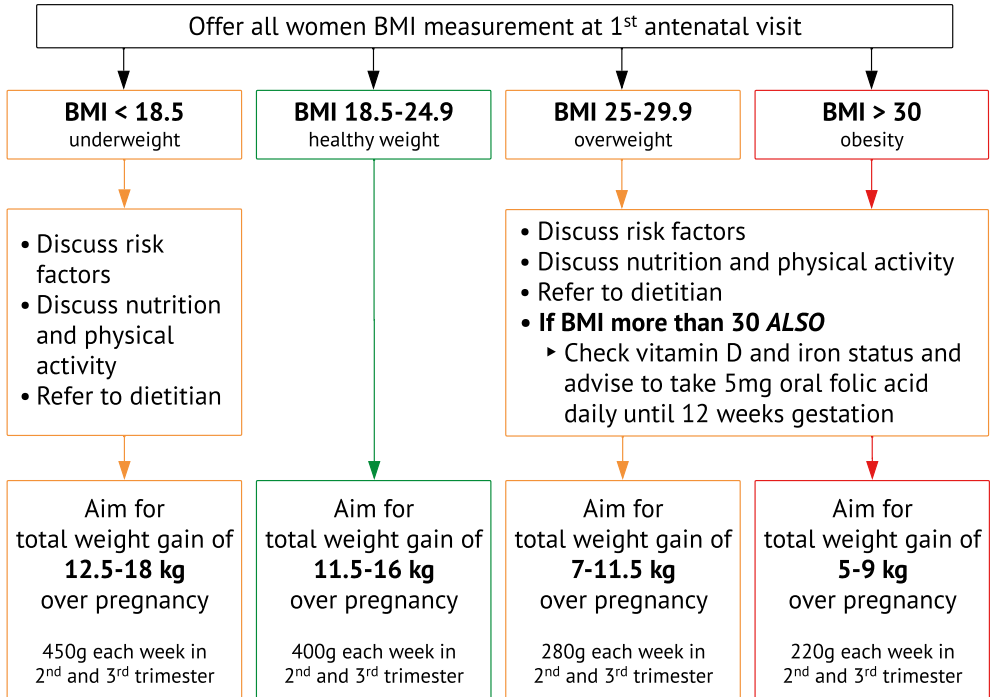 Offer all women BMI measurement at 1st antenatal visit
BMI < 18.5
underweight
BMI 18.5-24.9
healthy weight
BMI 25-29.9
overweight
BMI > 30
obesity
• Discuss risk
factors
• Discuss nutrition
and physical
activity
• Refer to dietitian
• Discuss risk factors
• Discuss nutrition and physical activity
• Refer to dietitian
• If BMI more than 30 ALSO
‣ Check vitamin D and iron status and
advise to take 5mg oral folic acid
daily until 12 weeks gestation
Aim for
total weight gain of
12.5-18 kg
over pregnancy
450g each week in
2nd and 3rd trimester
Aim for
total weight gain of
11.5-16 kg
over pregnancy
400g each week in
2nd and 3rd trimester
Aim for
total weight gain of
7-11.5 kg
over pregnancy
280g each week in
2nd and 3rd trimester
Aim for
total weight gain of
5-9 kg
over pregnancy
220g each week in
2nd and 3rd trimester